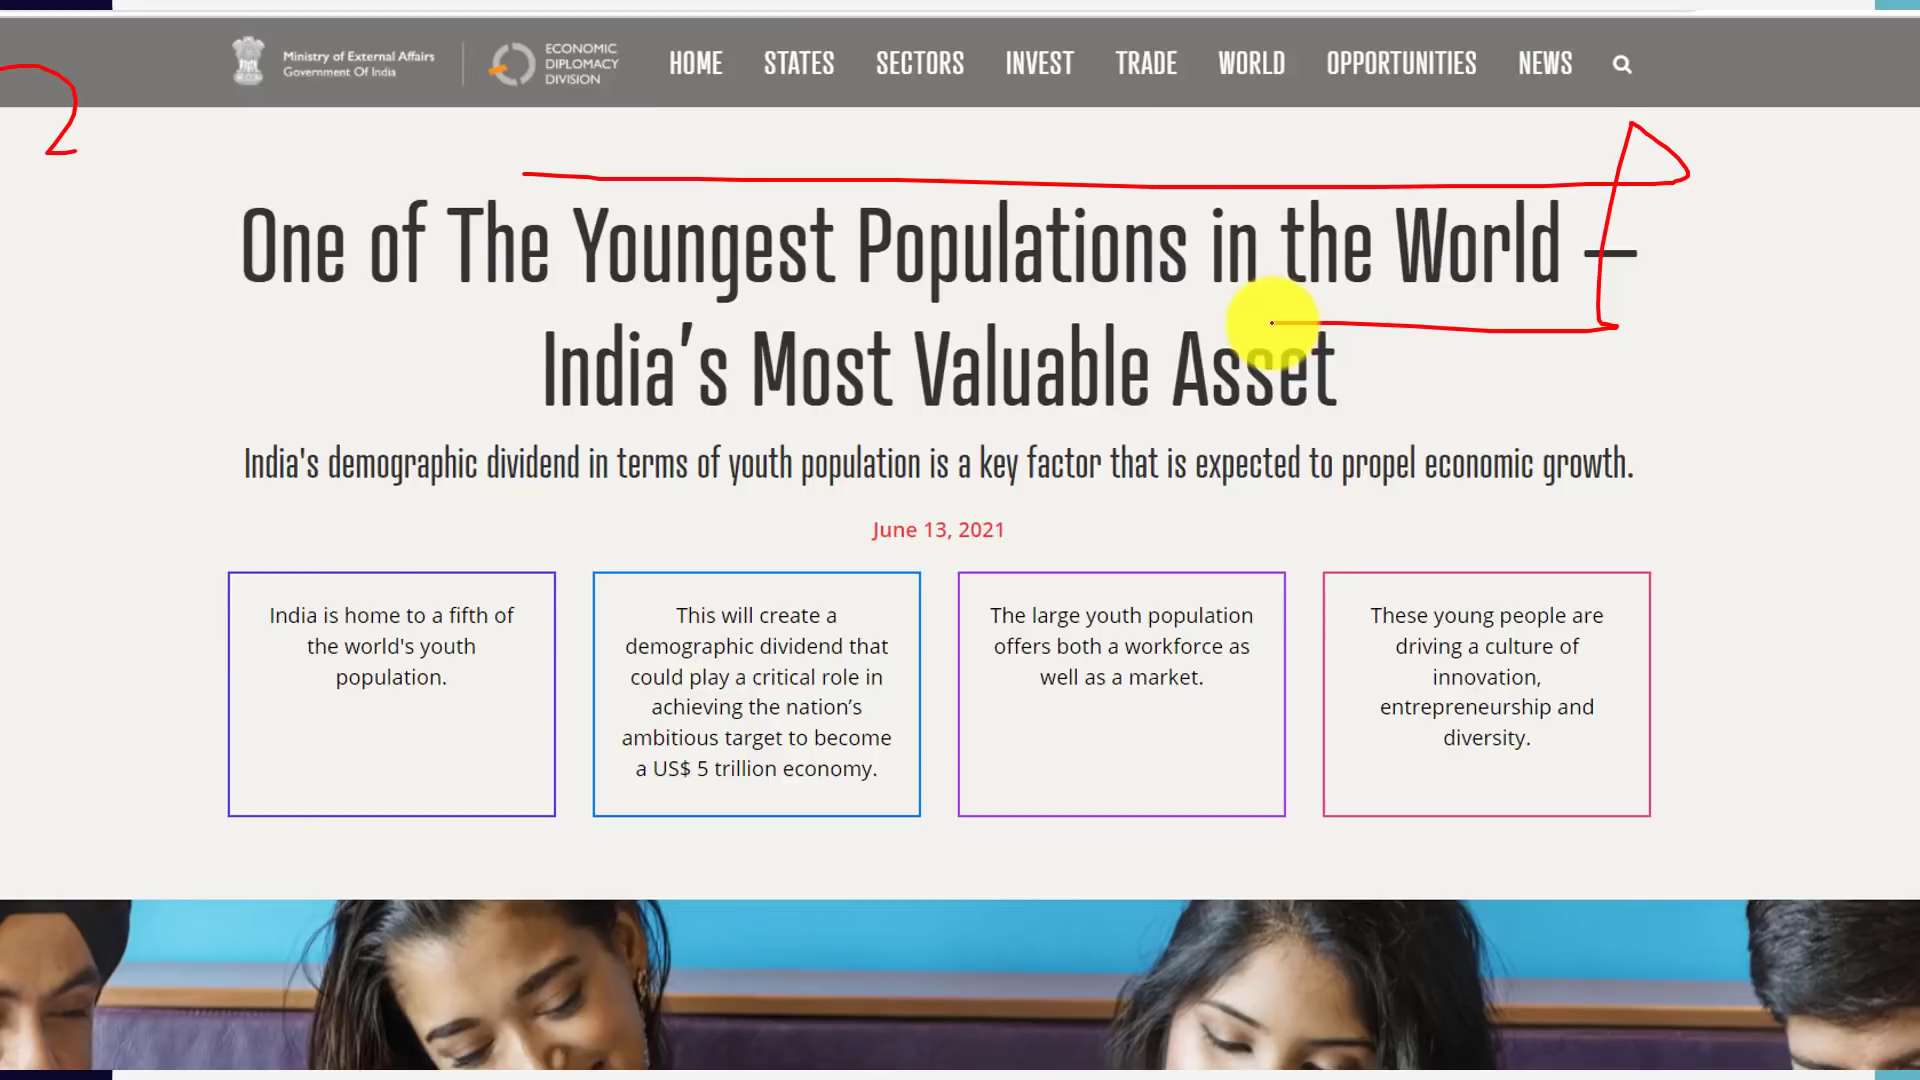 Ministry of External Affairs
Government Of India
ECONOMIC
DIPLOMACY
DIVISION
HOME STATES SECTORS INVEST TRADE WORLD OPPORTUNITIES NEWS
2
One of The Youngest Populations in the World –
India’s Most Valuable Asset
India's demographic dividend in terms of youth population is a key factor that is expected to propel economic growth.
June 13, 2021
India is home to a fifth of
the world's youth
population.
This will create a
demographic dividend that
could play a critical role in
achieving the nation’s
ambitious target to become
a US$ 5 trillion economy.
The large youth population
offers both a workforce as
well as a market.
These young people are
driving a culture of
innovation,
entrepreneurship and
diversity.